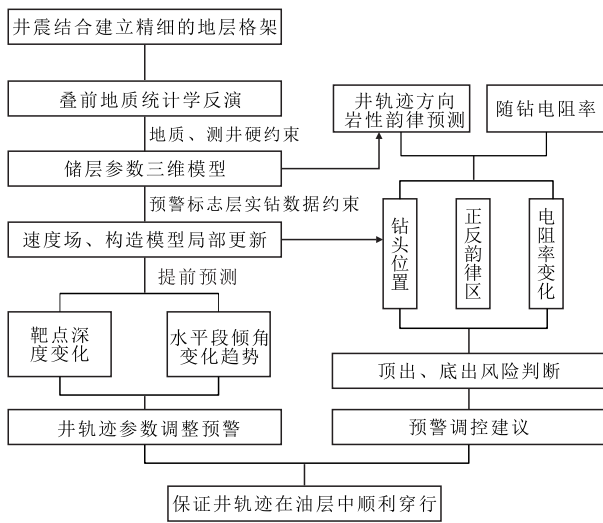 井震结合建立精细的地层格架
叠前地质统计学反演
地质、测井硬约束
储层参数三维模型
预警标志层实钻数据约束
速度场、构造模型局部更新
提前预测
靶点深
度变化
水平段倾角
变化趋势
井轨迹参数调整预警
井轨迹方向
岩性韵律预测
随钻电阻率
钻头位置
正反韵律区
电阻率变化
顶出、底出风险判断
预警调控建议
保证井轨迹在油层中顺利穿行